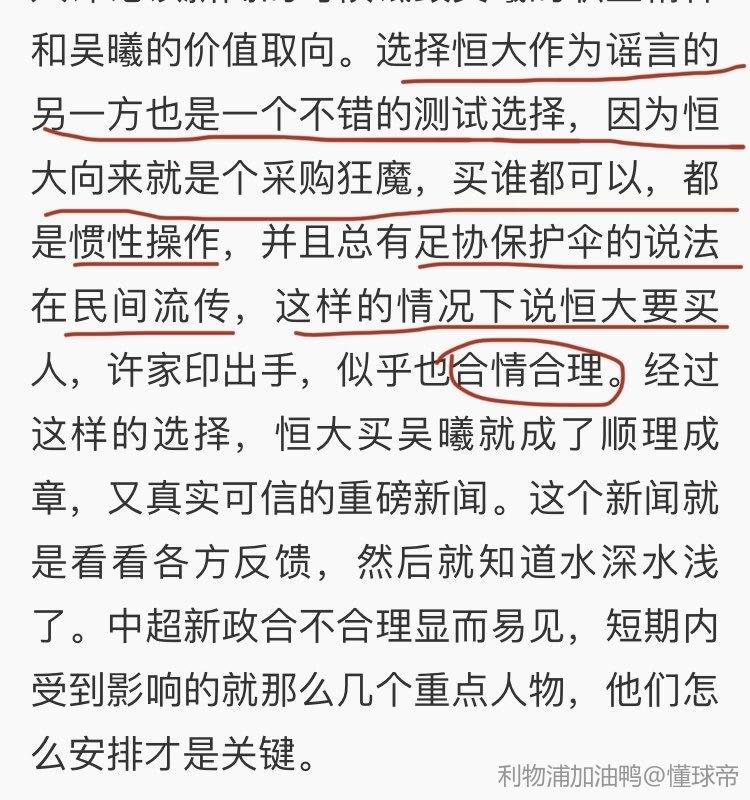 和吴曦的价值取向。选择恒大作为谣言的
另一方也是一个不错的测试选择，因为恒
大向来就是个采购狂魔，买谁都可以，都
是惯性操作，并且总有足协保护伞的说法
在民间流传，这样的情况下说恒大要买
人，许家印出手，似乎也合情合理。经过
这样的选择，恒大买吴曦就成了顺理成
章，又真实可信的重磅新闻。这个新闻就
是看看各方反馈，然后就知道水深水浅
了。中超新政合不合理显而易见，短期内
受到影响的就那么几个重点人物，他们怎
么安排才是关键。
利物浦加油鸭@懂球帝